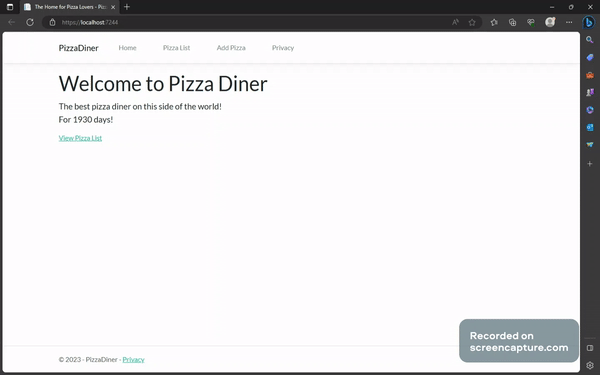 The Home for Pizza Lovers - Piz
https://localhost:7244
PizzaDiner Home Pizza List Add Pizza Privacy
Welcome to Pizza Diner
The best pizza diner on this side of the world!
For 1930 days!
View Pizza List
Recorded on
screencapture.com
© 2023 - PizzaDiner - Privacy